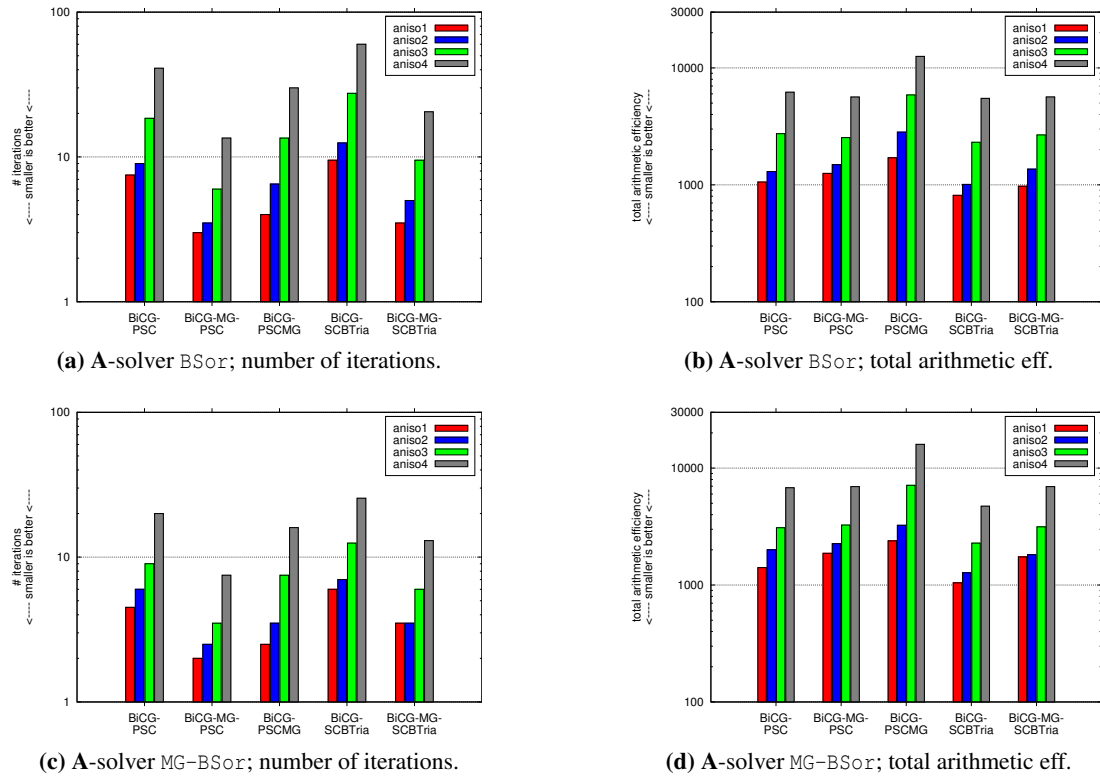 100
10
1
# iterations
<---- smaller is better <----
aniso1
aniso2
aniso3
aniso4
BiCG-
PSC
BiCG-MG-
PSC
BiCG-
PSCMG
BiCG-
SCBTria
BiCG-MG-
SCBTria
(a) A-solver BSor; number of iterations.
30000
10000
1000
100
total arithmetic efficiency
<---- smaller is better <----
aniso1
aniso2
aniso3
aniso4
BiCG-
PSC
BiCG-MG-
PSC
BiCG-
PSCMG
BiCG-
SCBTria
BiCG-MG-
SCBTria
(b) A-solver BSor; total arithmetic eff.
100
10
1
# iterations
<---- smaller is better <----
aniso1
aniso2
aniso3
aniso4
BiCG-
PSC
BiCG-MG-
PSC
BiCG-
PSCMG
BiCG-
SCBTria
BiCG-MG-
SCBTria
(c) A-solver MG-BSor; number of iterations.
30000
10000
1000
100
total arithmetic efficiency
<---- smaller is better <----
aniso1
aniso2
aniso3
aniso4
BiCG-
PSC
BiCG-MG-
PSC
BiCG-
PSCMG
BiCG-
SCBTria
BiCG-MG-
SCBTria
(d) A-solver MG-BSor; total arithmetic eff.